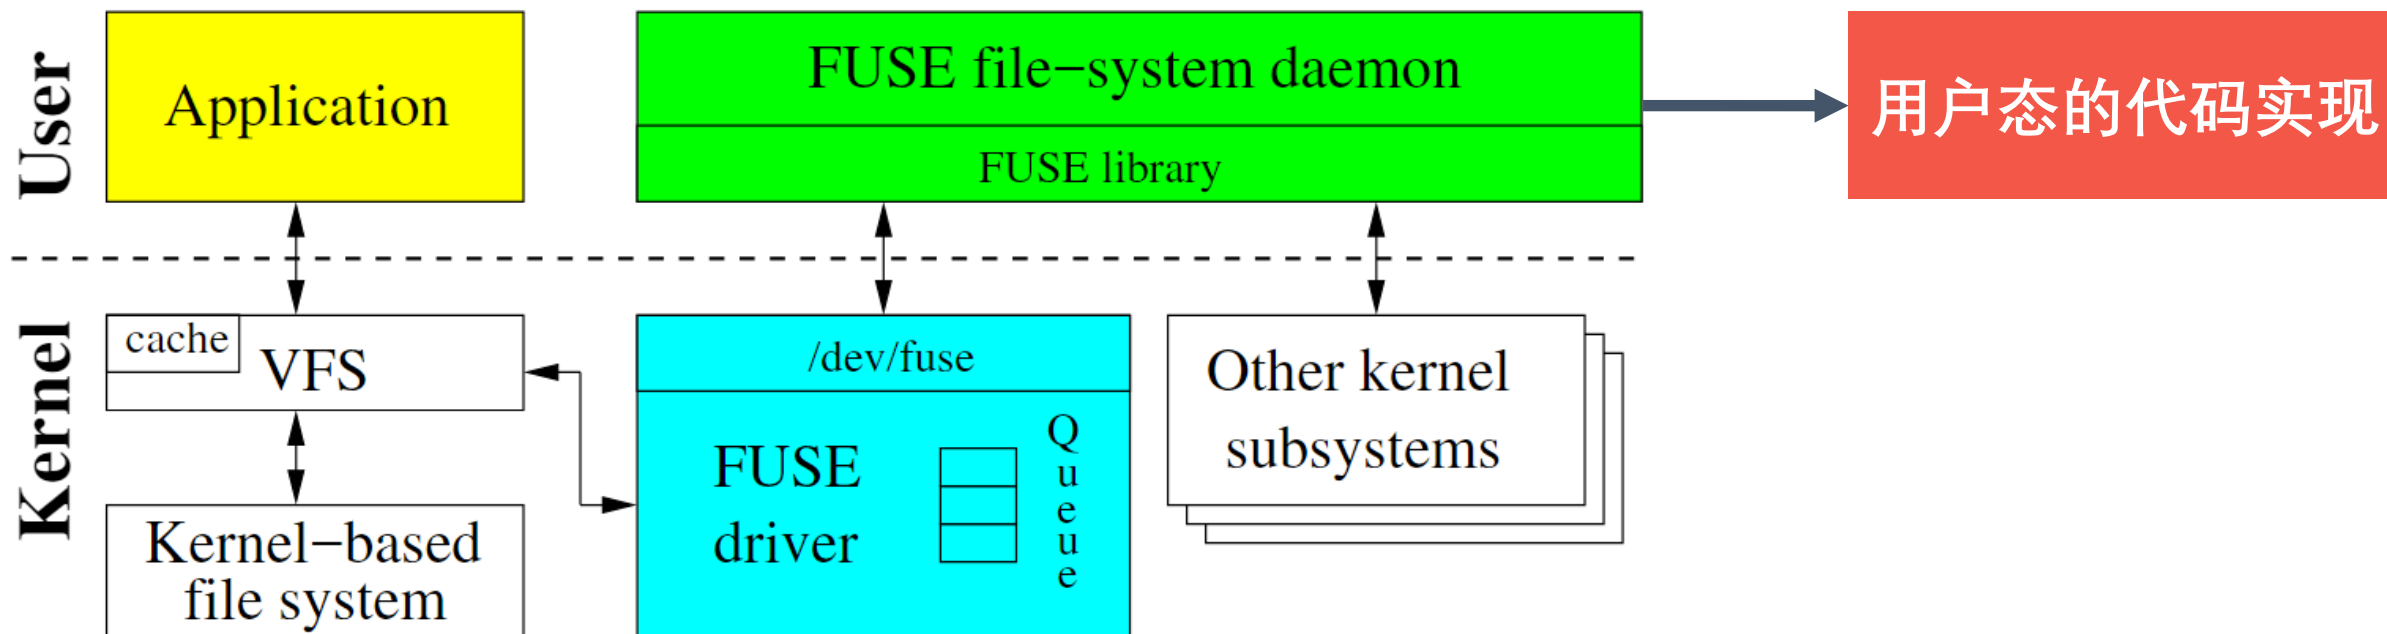 User
Application
FUSE file−system daemon
FUSE library
用户态的代码实现
Kernel
cache
VFS
Kernel−based
file system
/dev/fuse
FUSE
driver
Queue
Other kernel
subsystems